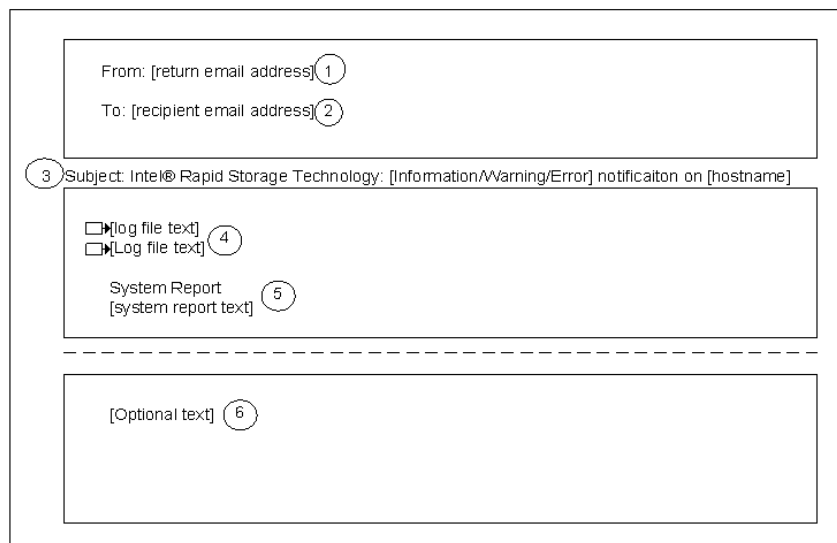 From: [return email address] 1
To: [recipient email address] 2
3 Subject: Intel® Rapid Storage Technology: [Information/Warning/Error] notificaiton on [hostname]
[log file text]
[Log file text] 4
System Report
[system report text] 5
[Optional text] 6